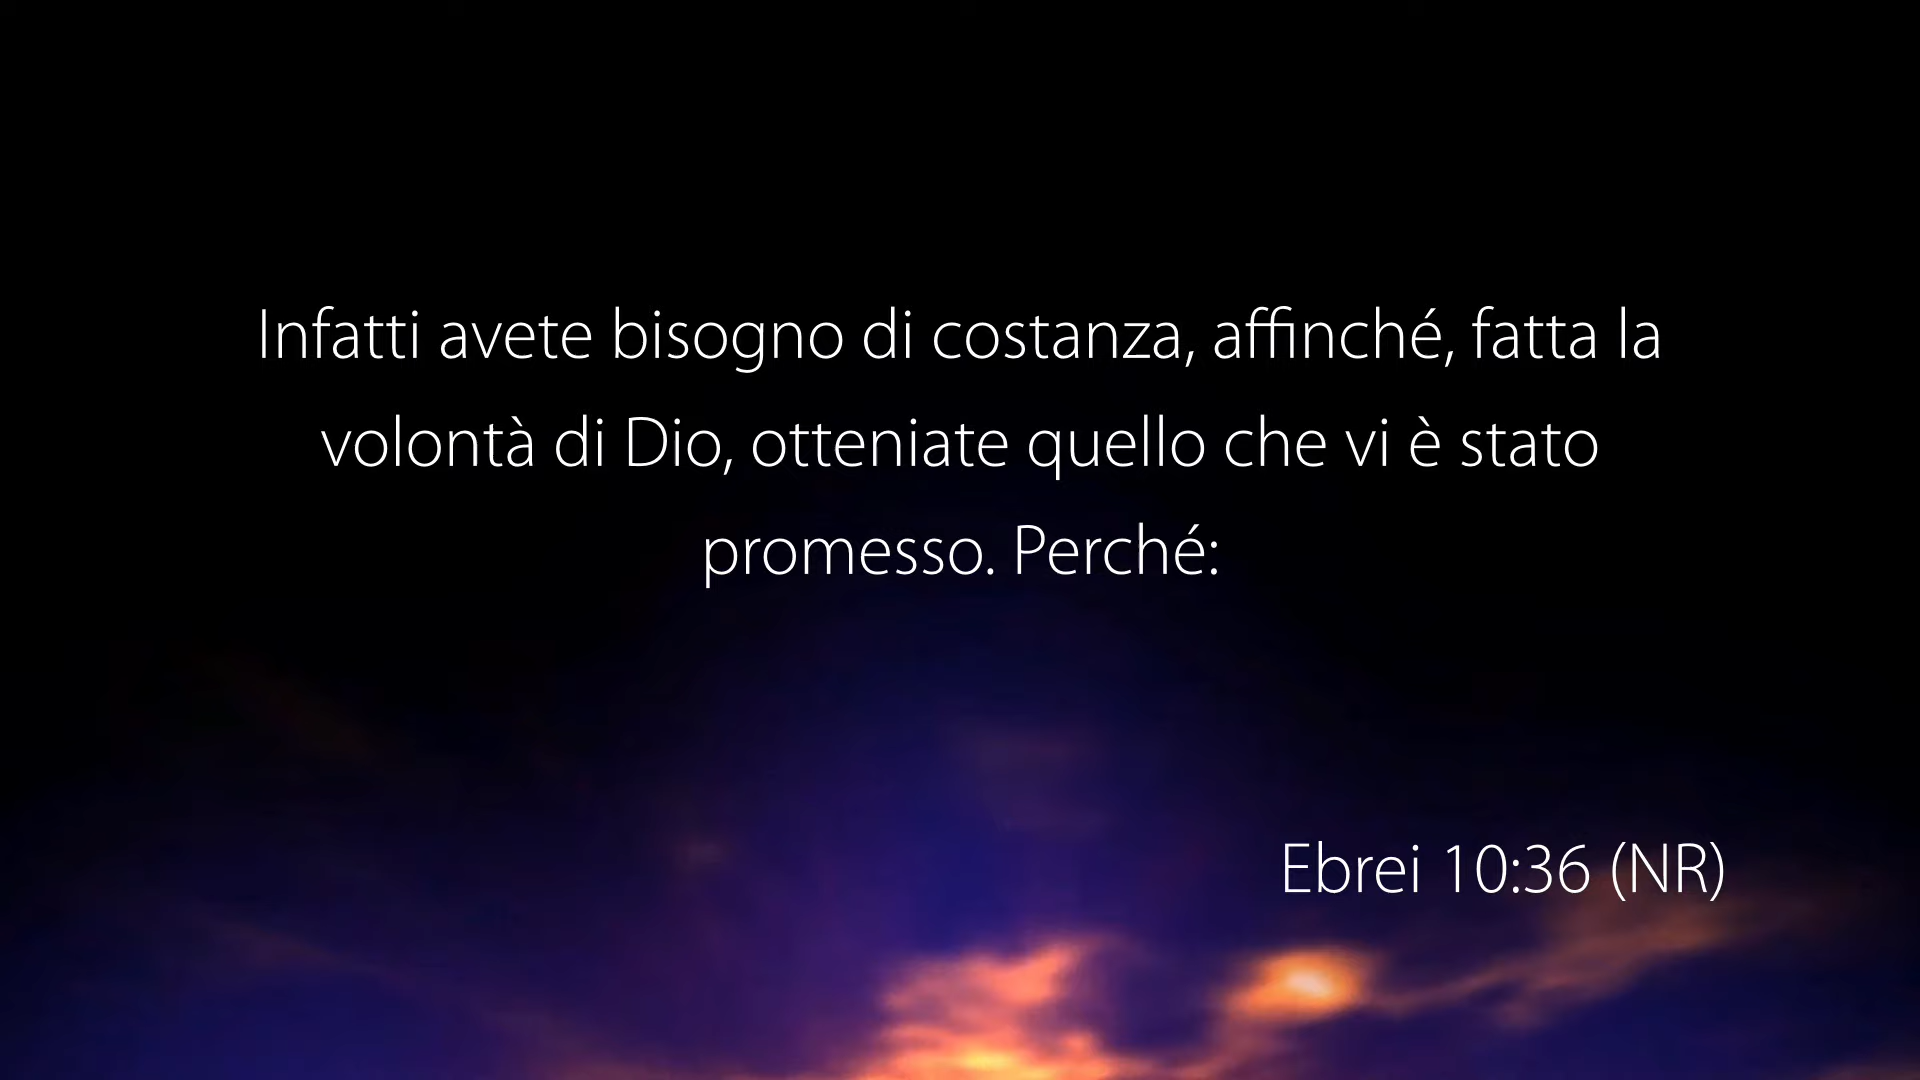 Infatti avete bisogno di costanza, affinché, fatta la
volontà di Dio, otteniate quello che vi è stato
promesso. Perché:
Ebrei 10:36 (NR)